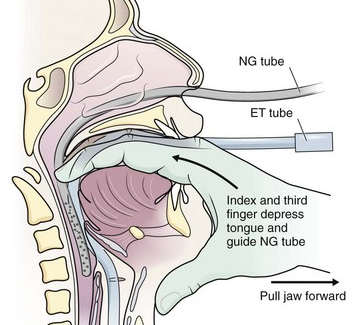 NG tube
ET tube
Index and third
finger depress
tongue and
guide NG tube
Pull jaw forward